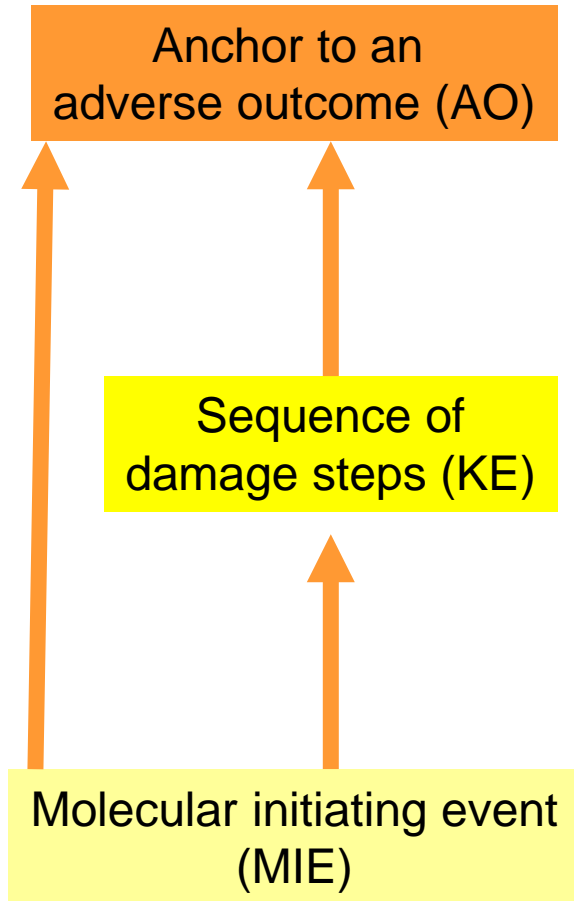 Anchor to an
adverse outcome (AO)
Sequence of
damage steps (KE)
Molecular initiating event
(MIE)